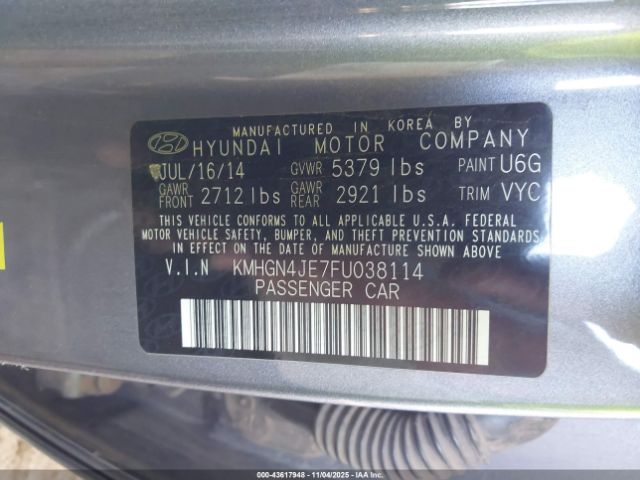 MANUFACTURED IN KOREA BY
HYUNDAI MOTOR COMPANY
JUL/16/14 GVWR 5379 lbs PAINT U6G
GAWR FRONT 2712 lbs GAWR REAR 2921 lbs TRIM VYC
THIS VEHICLE CONFORMS TO ALL APPLICABLE U.S.A. FEDERAL
MOTOR VEHICLE SAFETY, BUMPER, AND THEFT PREVENTION STANDARDS
IN EFFECT ON THE DATE OF MANUFACTURE SHOWN ABOVE.
V.I.N KMHGN4JE7FU038114
PASSENGER CAR
000-43617948 - 11/04/2025 - COPART.COM